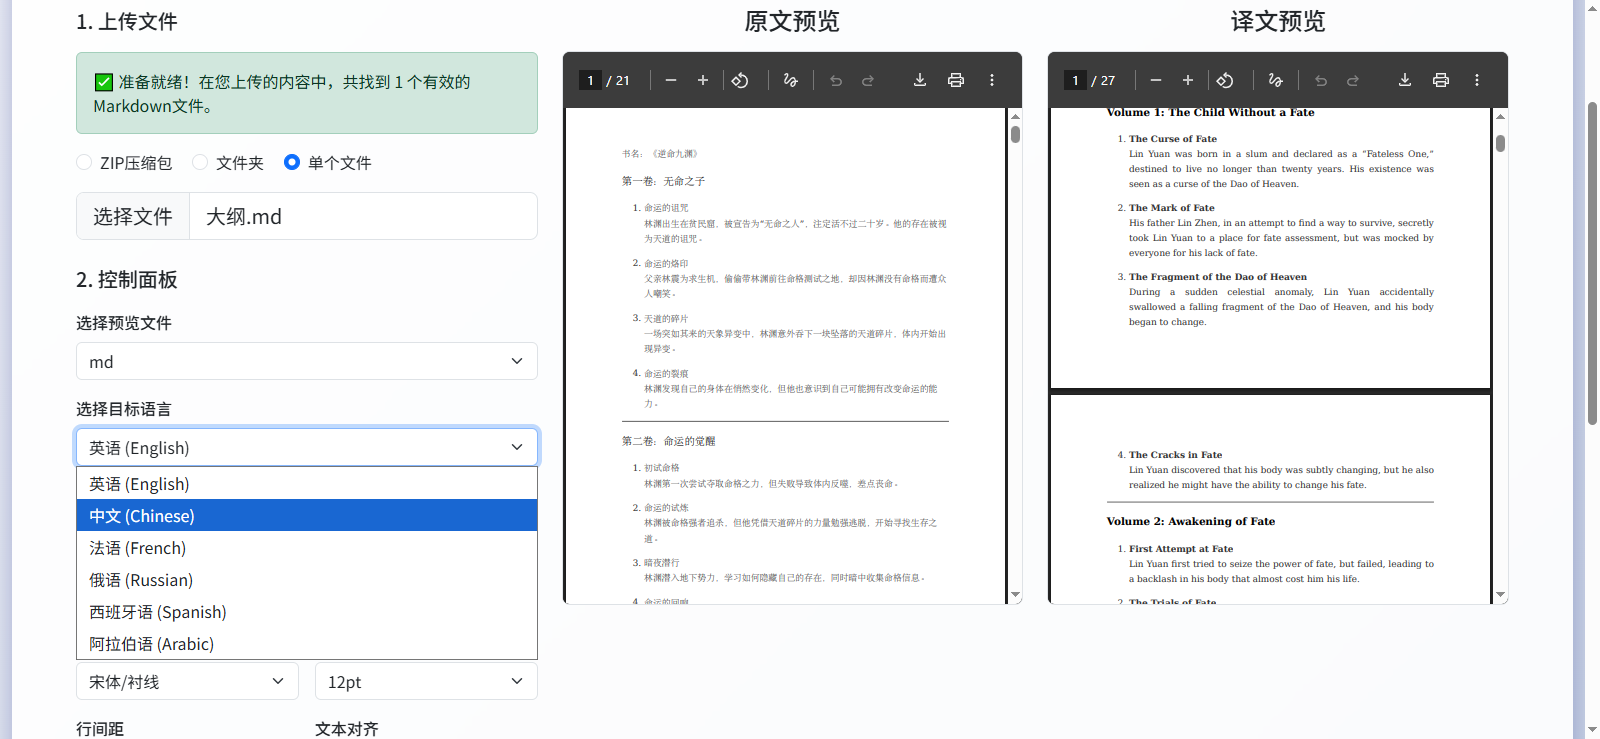 1. 上传文件
✅ 准备就绪！在您上传的内容中，共找到 1 个有效的
Markdown文件。
ZIP压缩包
文件夹
单个文件
选择文件
大纲.md
2. 控制面板
选择预览文件
md
选择目标语言
英语 (English)
英语 (English)
中文 (Chinese)
法语 (French)
俄语 (Russian)
西班牙语 (Spanish)
阿拉伯语 (Arabic)
宋体/衬线
12pt
行间距
文本对齐
原文预览
1 / 21
书名：《逆命九渊》
第一卷：无命之子
1. 命运的诅咒
林渊出生在贫民窟，被宣告为“无命之人”，注定活不过二十岁。他的存在被视
为天道的诅咒。
2. 命运的烙印
父亲林震为求生机，偷偷带林渊前往命格测试之地，却因林渊没有命格而遭众
人嘲笑。
3. 天道的碎片
一场突如其来的天象异变中，林渊意外吞下一块坠落的天道碎片，体内开始出
现异变。
4. 命运的裂痕
林渊发现自己的身体在悄然变化，但他也意识到自己可能拥有改变命运的能
力。
第二卷：命运的觉醒
1. 初试命格
林渊第一次尝试夺取命格之力，但失败导致体内反噬，差点丧命。
2. 命运的试炼
林渊被命格强者追杀，但他凭借天道碎片的力量勉强逃脱，开始寻找生存之
道。
3. 暗夜潜行
林渊潜入地下势力，学习如何隐藏自己的存在，同时暗中收集命格信息。
4. 命运的回响
译文预览
1 / 27
Volume 1: The Child Without a Fate
1. The Curse of Fate
Lin Yuan was born in a slum and declared as a “Fateless One,”
destined to live no longer than twenty years. His existence was
seen as a curse of the Dao of Heaven.
2. The Mark of Fate
His father Lin Zhen, in an attempt to find a way to survive, secretly
took Lin Yuan to a place for fate assessment, but was mocked by
everyone for his lack of fate.
3. The Fragment of the Dao of Heaven
During a sudden celestial anomaly, Lin Yuan accidentally
swallowed a falling fragment of the Dao of Heaven, and his body
began to change.
4. The Cracks in Fate
Lin Yuan discovered that his body was subtly changing, but he also
realized he might have the ability to change his fate.
Volume 2: Awakening of Fate
1. First Attempt at Fate
Lin Yuan first tried to seize the power of fate, but failed, leading to
a backlash in his body that almost cost him his life.
2. The Trials of Fate